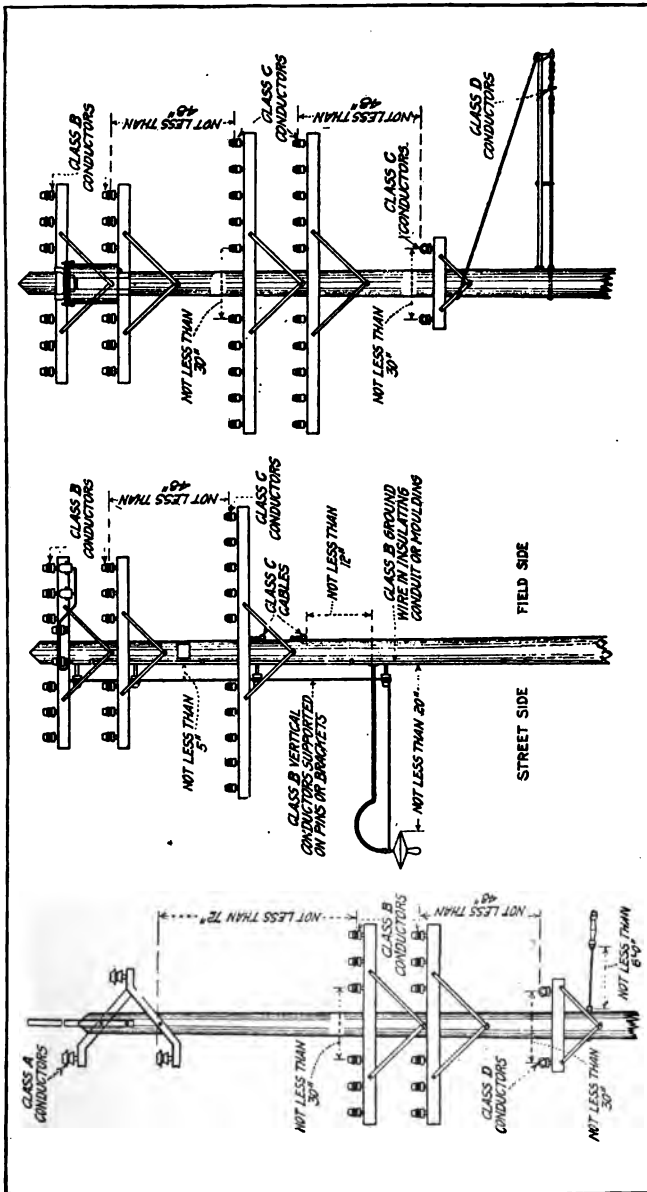 CLASS A
CONDUCTORS
NOT LESS THAN 72"
NOT LESS THAN
30"
CLASS B
CONDUCTORS
NOT LESS THAN
48"
CLASS D
CONDUCTORS
NOT LESS THAN
30"
NOT LESS THAN
6'-0"
CLASS B
CONDUCTORS
NOT LESS THAN
48"
NOT LESS THAN
5"
CLASS C
CONDUCTORS
CLASS C
CABLES
CLASS B VERTICAL
CONDUCTORS SUPPORTED
ON PINS OR BRACKETS
NOT LESS THAN
12"
CLASS B GROUND
WIRE IN INSULATING
CONDUIT OR MOULDING
NOT LESS THAN 20"
STREET SIDE
FIELD SIDE
CLASS B
CONDUCTORS
NOT LESS THAN
48"
NOT LESS THAN
30"
CLASS C
CONDUCTORS
NOT LESS THAN
48"
CLASS C
CONDUCTORS.
NOT LESS THAN
30"
CLASS D
CONDUCTORS